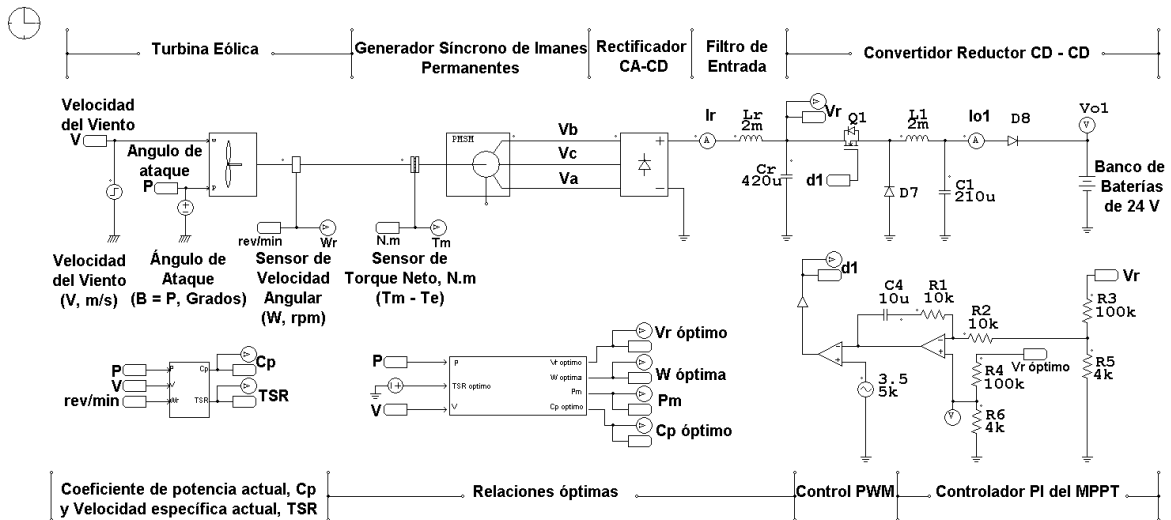 Turbina Eólica
Generador Síncrono de Imanes
Permanentes
Rectificador
CA-CD
Filtro de
Entrada
Convertidor Reductor CD - CD
Velocidad
del Viento
V
w
Angulo de
ataque
P
P
PMSM
Vb
Vc
Va
Ir
Lr
2m
Vr
Q1
L1
2m
Io1
D8
Vo1
V
A
A
Cr
420u
d1
D7
C1
210u
Banco de
Baterías
de 24 V
rev/min
Wr
N.m
Tm
Velocidad
del Viento
(V, m/s)
Ángulo de
Ataque
(B = P, Grados)
Sensor de
Velocidad
Angular
(W, rpm)
Sensor de
Torque Neto, N.m
(Tm - Te)
d1
C4
10u
R1
10k
R2
10k
Vr
R3
100k
R4
100k
Vr óptimo
R5
4k
R6
4k
3.5
5k
V
P
V
rev/min
P
V
Wr
Cp
TSR
Cp
TSR
P
V
P
TSR optimo
V
Vr optimo
W optima
Pm
Cp optimo
Vr óptimo
W óptima
Pm
Cp óptimo
Coeficiente de potencia actual, Cp
y Velocidad específica actual, TSR
Relaciones óptimas
Control PWM
Controlador PI del MPPT